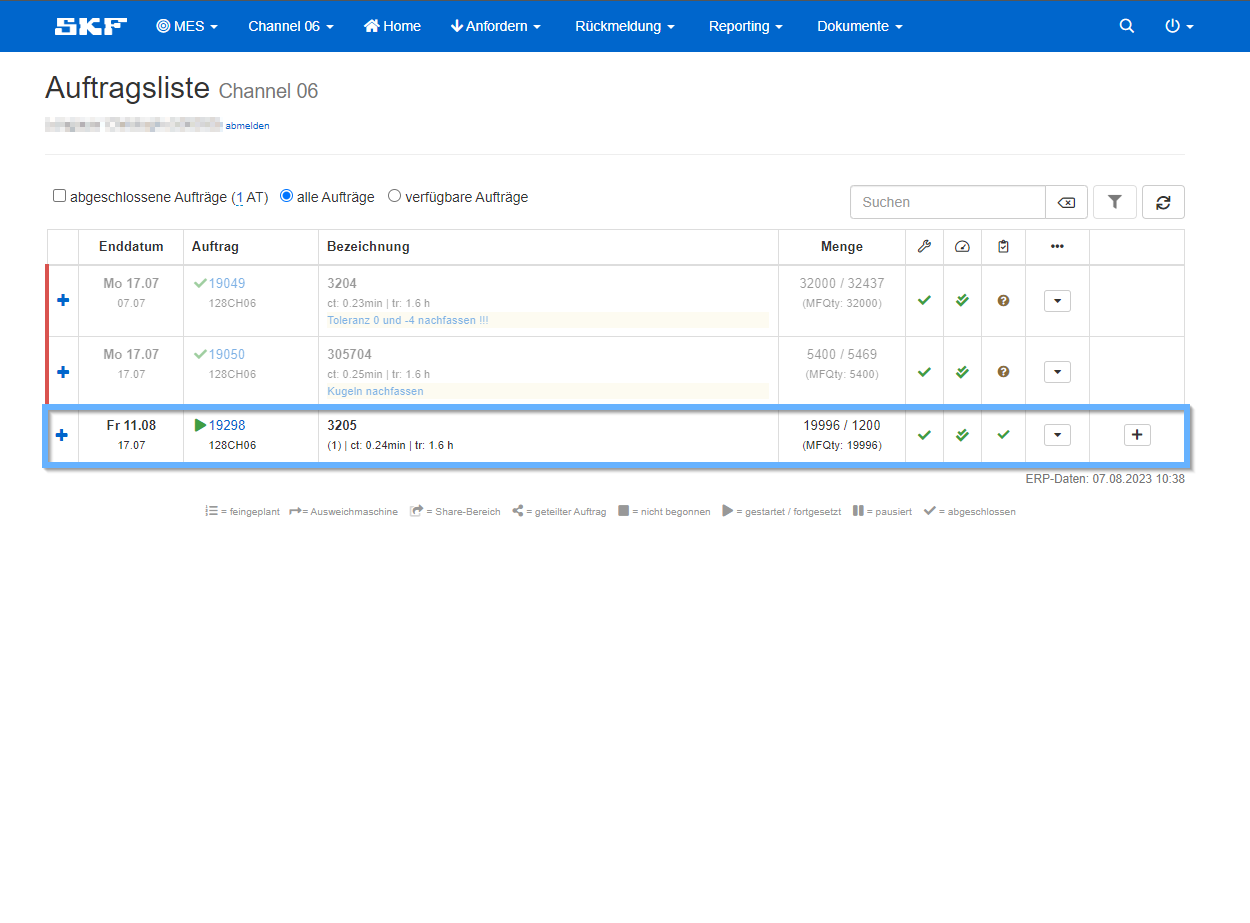 SKF MES Channel 06 Home Anfordern Rückmeldung Reporting Dokumente
Auftragsliste Channel 06
abmelden
abgeschlossene Aufträge (1 AT) alle Aufträge verfügbare Aufträge Suchen
Enddatum Auftrag Bezeichnung Menge
Mo 17.07 19049 3204 32000 / 32437
07.07 128CH06 ct: 0.23min | tr: 1.6 h (MFQty: 32000)
Toleranz 0 und -4 nachfassen !!!
Mo 17.07 19050 305704 5400 / 5469
17.07 128CH06 ct: 0.25min | tr: 1.6 h (MFQty: 5400)
Kugeln nachfassen
Fr 11.08 19298 3205 19996 / 1200
17.07 128CH06 (1) | ct: 0.24min | tr: 1.6 h (MFQty: 19996)
ERP-Daten: 07.08.2023 10:38
= feingeplant = Ausweichmaschine = Share-Bereich = geteilter Auftrag = nicht begonnen = gestartet / fortgesetzt = pausiert = abgeschlossen